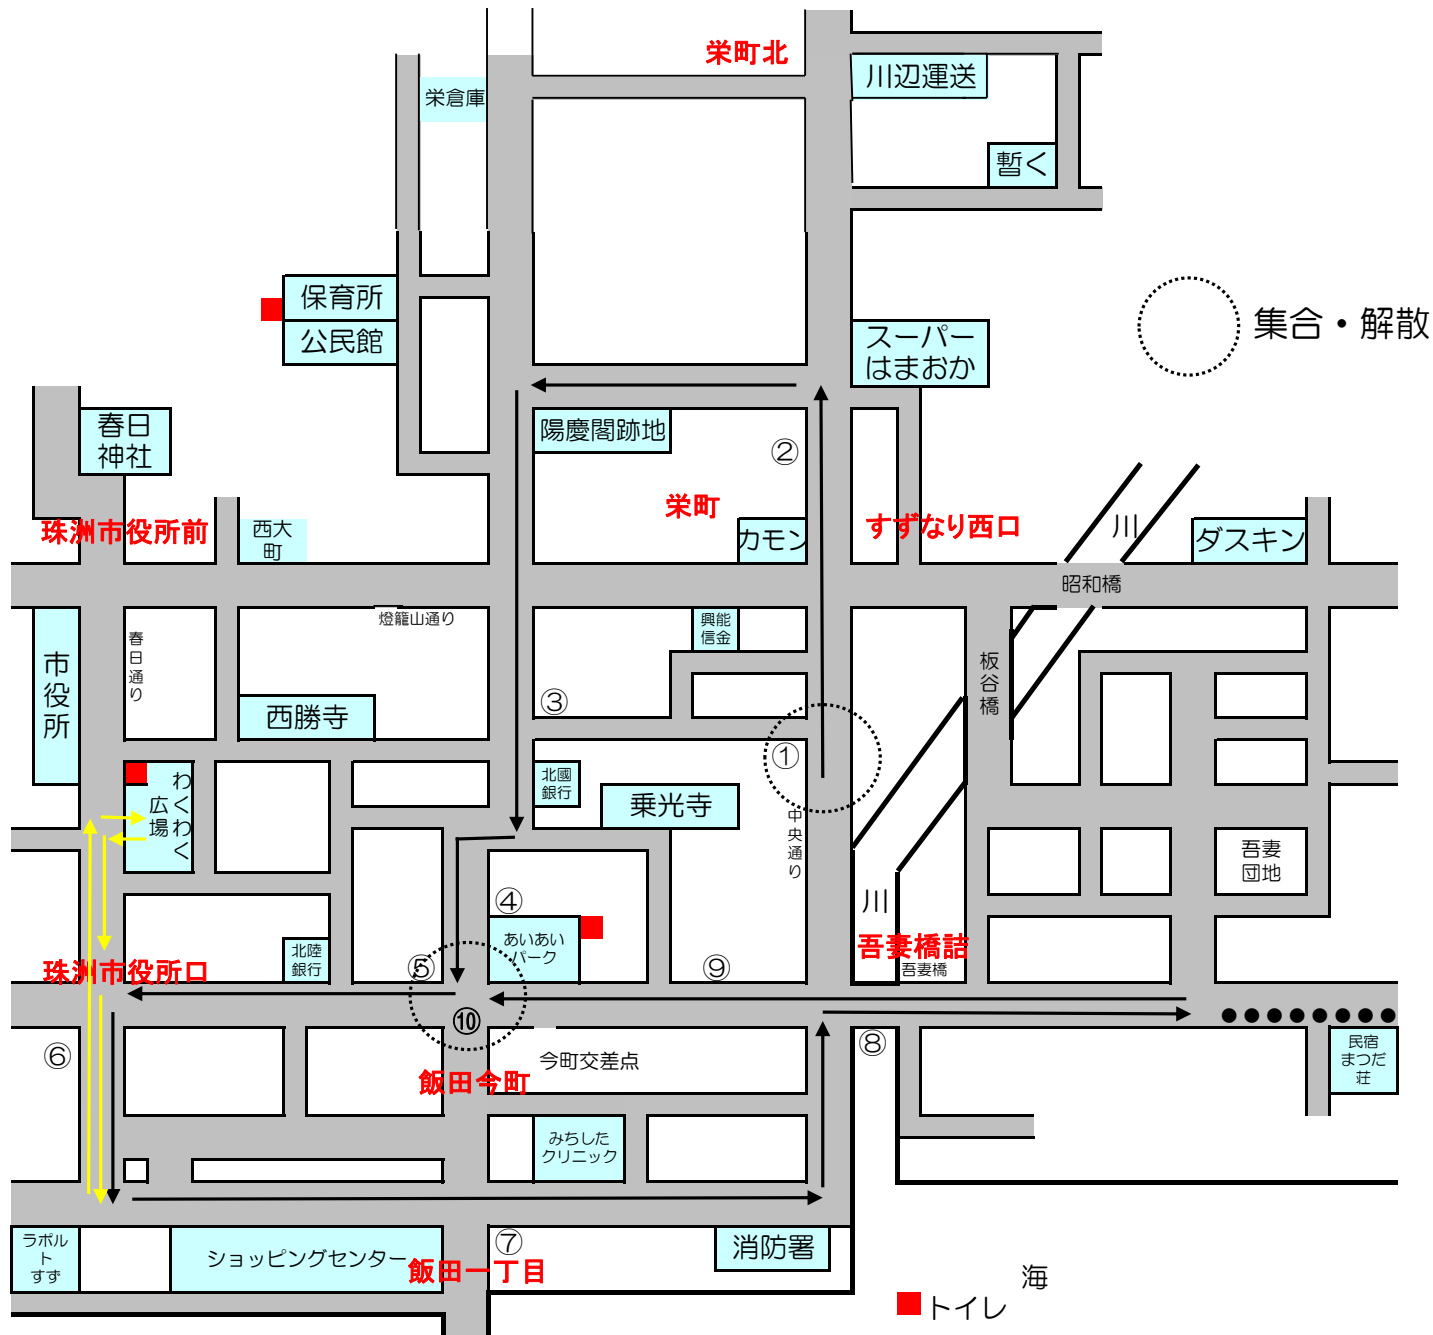 栄町北
川辺運送
栄倉庫
暫く
保育所
公民館
集合・解散
スーパー
はまおか
春日
神社
陽慶閣跡地
②
栄町
珠洲市役所前
西大
町
カモン
すずなり西口
川
ダスキン
昭和橋
燈籠山通り
興能
信金
春日通り
市役所
板谷橋
西勝寺
③
①
北國
銀行
乗光寺
わくわく
広場
中央通り
吾妻
団地
④
川
あいあい
パーク
吾妻橋詰
吾妻橋
北陸
銀行
⑤
⑨
珠洲市役所口
⑩
⑥
今町交差点
⑧
民宿
まつだ
荘
飯田今町
みちした
クリニック
ラポル
ト
すず
ショッピングセンター
⑦
飯田一丁目
消防署
海
トイレ